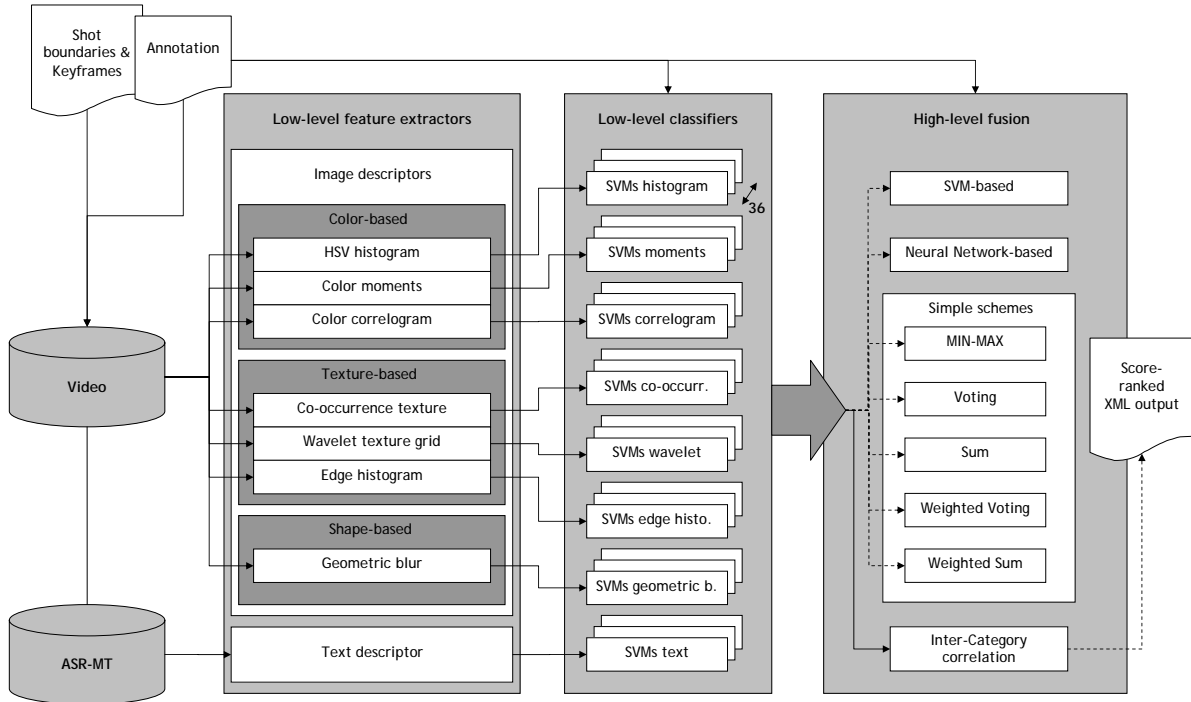 Shot
boundaries &
Keyframes
Annotation
Low-level feature extractors
Low-level classifiers
High-level fusion
Image descriptors
Color-based
HSV histogram
Color moments
Color correlogram
Texture-based
Co-occurrence texture
Wavelet texture grid
Edge histogram
Shape-based
Geometric blur
Text descriptor
Video
ASR-MT
SVMs histogram
36
SVMs moments
SVMs correlogram
SVMs co-occurr.
SVMs wavelet
SVMs edge histo.
SVMs geometric b.
SVMs text
SVM-based
Neural Network-based
Simple schemes
MIN-MAX
Voting
Sum
Weighted Voting
Weighted Sum
Inter-Category
correlation
Score-
ranked
XML output